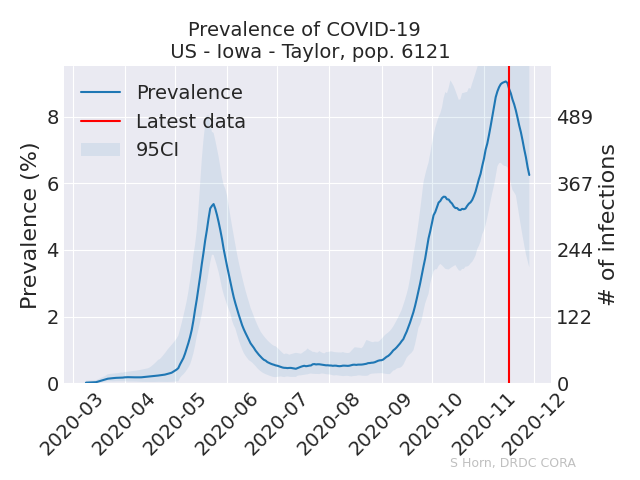 Prevalence of COVID-19
US - Iowa - Taylor, pop. 6121
Prevalence
Latest data
95CI
Prevalence (%)
8
6
4
2
0
# of infections
489
367
244
122
0
2020-03
2020-04
2020-05
2020-06
2020-07
2020-08
2020-09
2020-10
2020-11
2020-12
S Horn, DRDC CORA